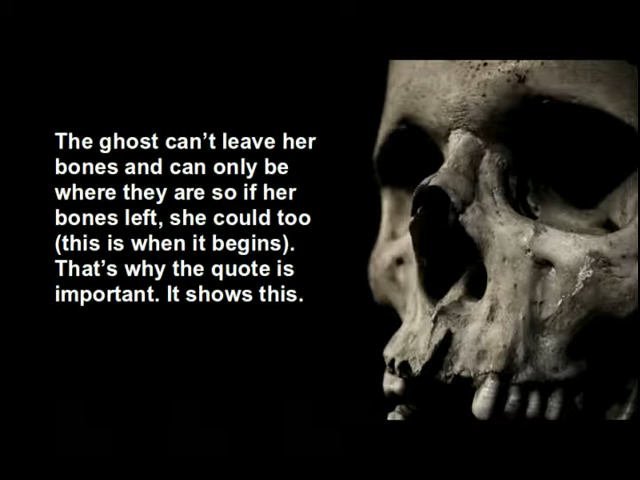 The ghost can’t leave her
bones and can only be
where they are so if her
bones left, she could too
(this is when it begins).
That’s why the quote is
important. It shows this.